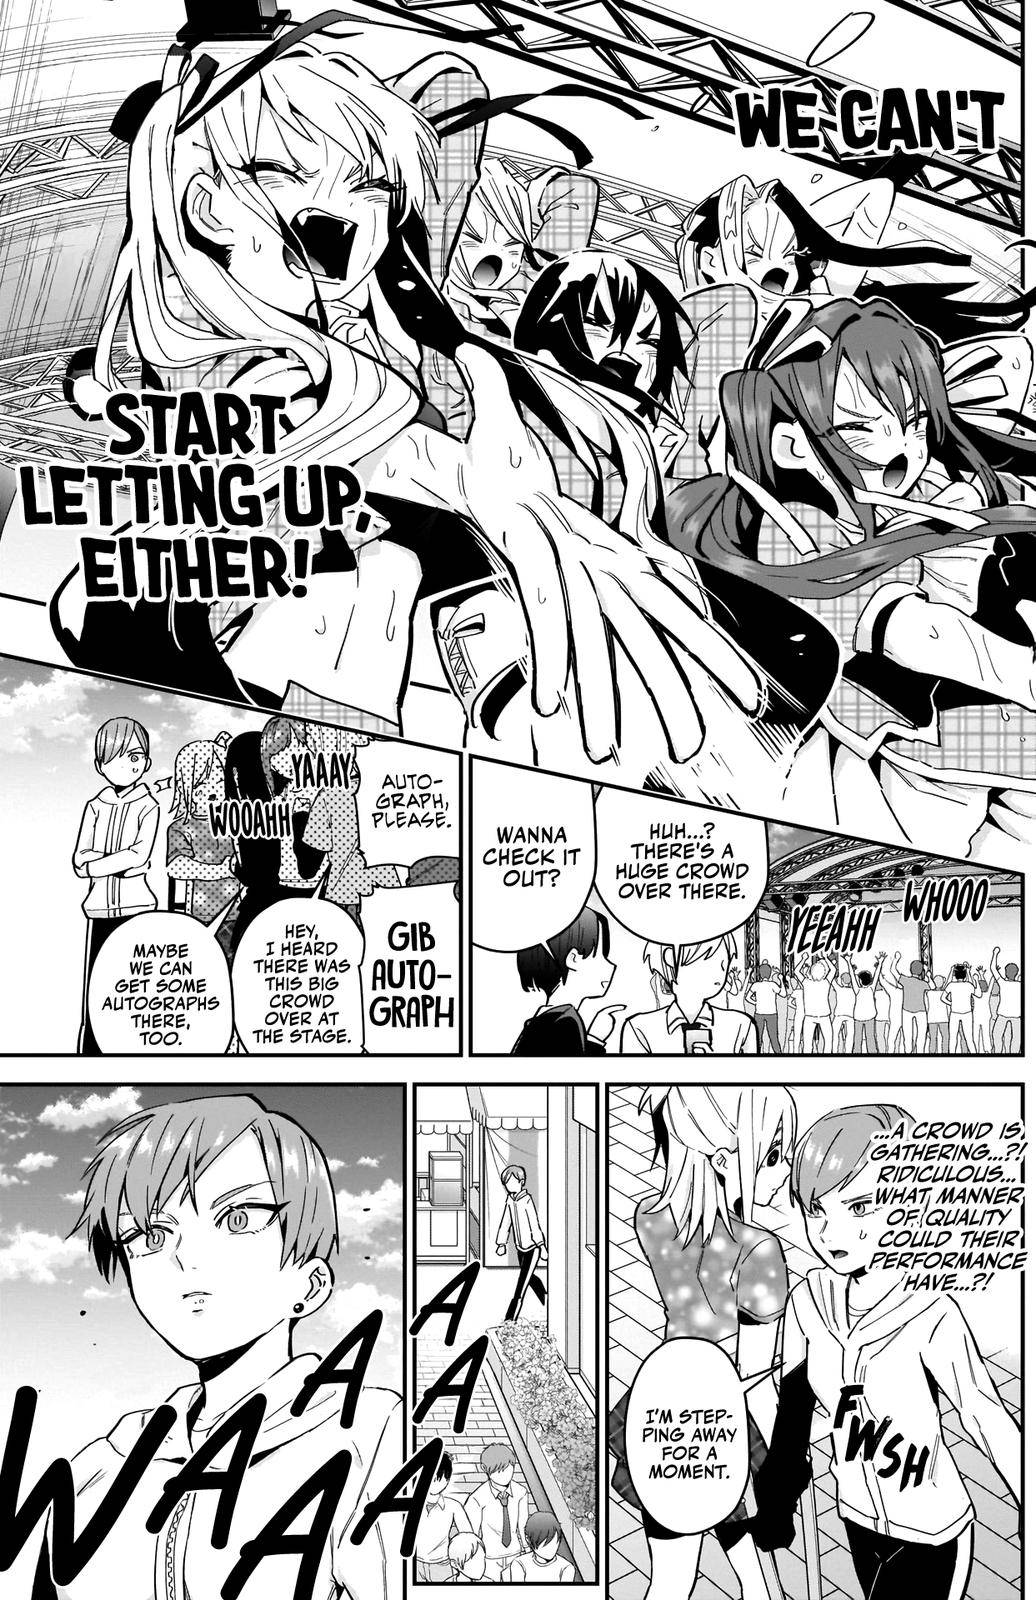 WE CAN'T
START
LETTING UP,
EITHER!
HUH...?
THERE'S A
HUGE CROWD
OVER THERE.
WANNA
CHECK IT
OUT?
WHOOO
YEEAHH
AUTO-
GRAPH,
PLEASE.
YAAAY
WOOAHH
GIB
AUTO-
GRAPH
HEY,
I HEARD
THERE WAS
THIS BIG
CROWD
OVER AT
THE STAGE.
MAYBE
WE CAN
GET SOME
AUTOGRAPHS
THERE,
TOO.
...A CROWD IS
GATHERING...?!
RIDICULOUS...
WHAT MANNER
OF QUALITY
COULD THEIR
PERFORMANCE
HAVE...?!
I'M STEP-
PING AWAY
FOR A
MOMENT.
FWSH
WAAAA
AAAA